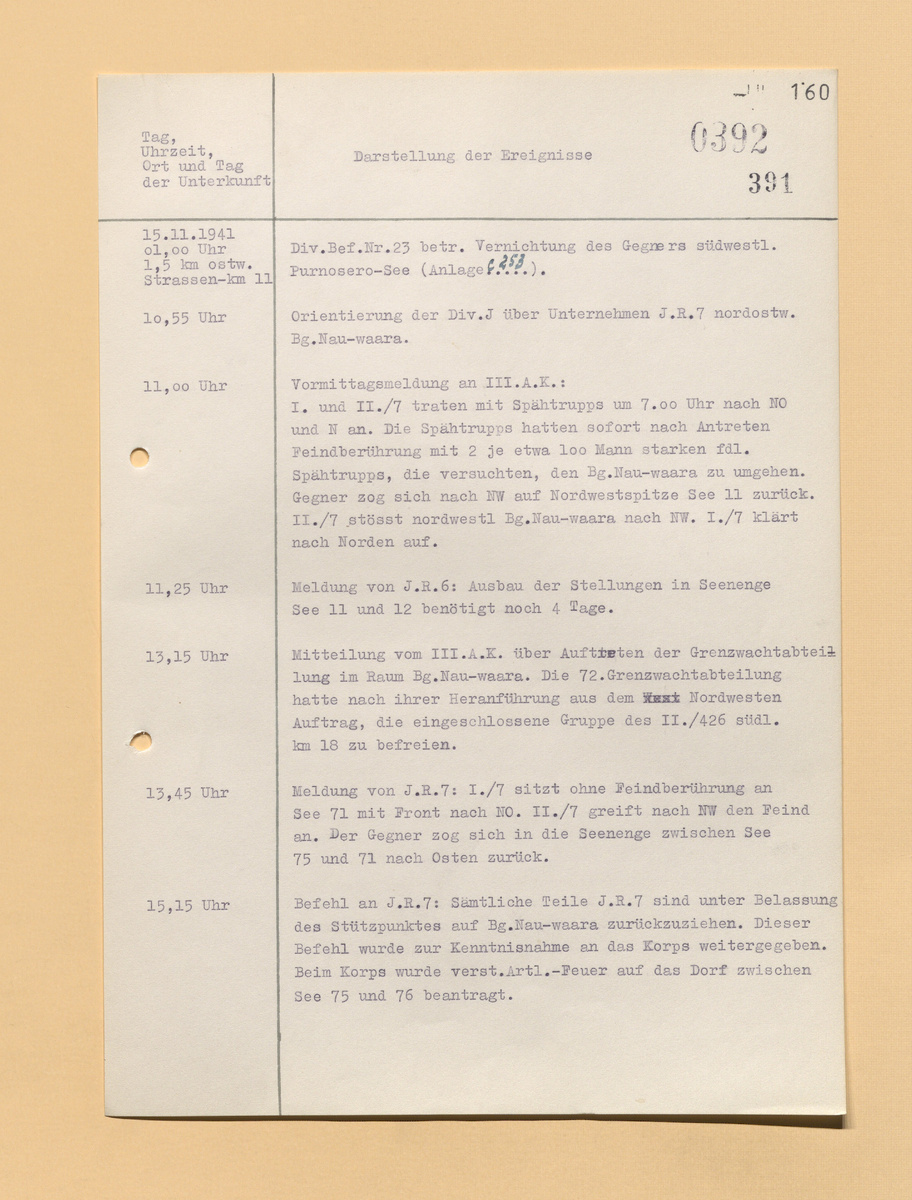 160
0392
391
Tag,
Uhrzeit,
Ort und Tag
der Unterkunft
Darstellung der Ereignisse
15.11.1941
o1,oo Uhr
1,5 km ostw.
Strassen-km 11
Div.Bef.Nr.23 betr. Vernichtung des Gegners südwestl.
Purnosero-See (Anlage 253).
1o,55 Uhr
Orientierung der Div.J über Unternehmen J.R.7 nordostw.
Bg.Nau-waara.
11,oo Uhr
Vormittagsmeldung an III.A.K.:
I. und II./7 traten mit Spähtrupps um 7.oo Uhr nach NO
und N an. Die Spähtrupps hatten sofort nach Antreten
Feindberührung mit 2 je etwa 1oo Mann starken fdl.
Spähtrupps, die versuchten, den Bg.Nau-waara zu umgehen.
Gegner zog sich nach NW auf Nordwestspitze See 11 zurück.
II./7 stösst nordwestl Bg.Nau-waara nach NW. I./7 klärt
nach Norden auf.
11,25 Uhr
Meldung von J.R.6: Ausbau der Stellungen in Seenenge
See 11 und 12 benötigt noch 4 Tage.
13,15 Uhr
Mitteilung vom III.A.K. über Auftreten der Grenzwachtabtei-
lung im Raum Bg.Nau-waara. Die 72.Grenzwachtabteilung
hatte nach ihrer Heranführung aus dem Nordwesten
Auftrag, die eingeschlossene Gruppe des II./426 südl.
km 18 zu befreien.
13,45 Uhr
Meldung von J.R.7: I./7 sitzt ohne Feindberührung an
See 71 mit Front nach NO. II./7 greift nach NW den Feind
an. Der Gegner zog sich in die Seenenge zwischen See
75 und 71 nach Osten zurück.
15,15 Uhr
Befehl an J.R.7: Sämtliche Teile J.R.7 sind unter Belassung
des Stützpunktes auf Bg.Nau-waara zurückzuziehen. Dieser
Befehl wurde zur Kenntnisnahme an das Korps weitergegeben.
Beim Korps wurde verst.Artl.-Feuer auf das Dorf zwischen
See 75 und 76 beantragt.